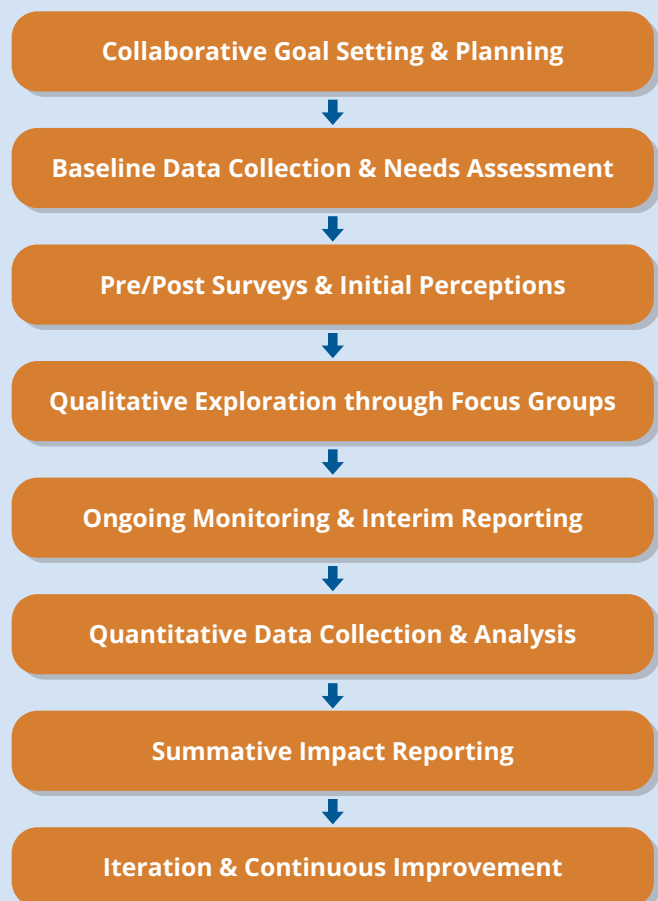 Collaborative Goal Setting & Planning
Baseline Data Collection & Needs Assessment
Pre/Post Surveys & Initial Perceptions
Qualitative Exploration through Focus Groups
Ongoing Monitoring & Interim Reporting
Quantitative Data Collection & Analysis
Summative Impact Reporting
Iteration & Continuous Improvement